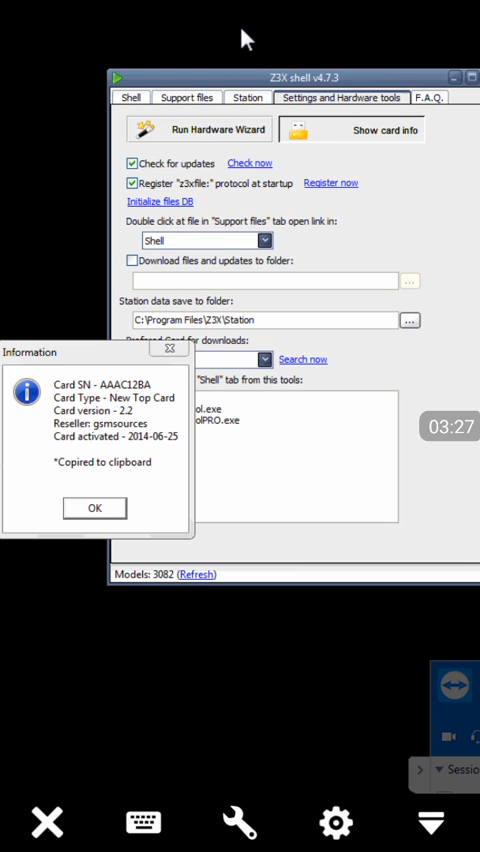 Z3X shell v4.7.3
Shell
Support files
Station
Settings and Hardware tools
F.A.Q.
Run Hardware Wizard
Show card info
Check for updates
Check now
Register "z3xfile:" protocol at startup
Register now
Initialize files DB
Double click at file in "Support files" tab open link in:
Shell
Download files and updates to folder:
...
Station data save to folder:
C:\Program Files\Z3X\Station
...
for downloads:
Search now
"Shell" tab from this tools:
ol.exe
olPRO.exe
Information
Card SN - AAAC12BA
Card Type - New Top Card
Card version - 2.2
Reseller: gsmsources
Card activated - 2014-06-25
*Copired to clipboard
OK
03:27
Models: 3082 (Refresh)
Sessio